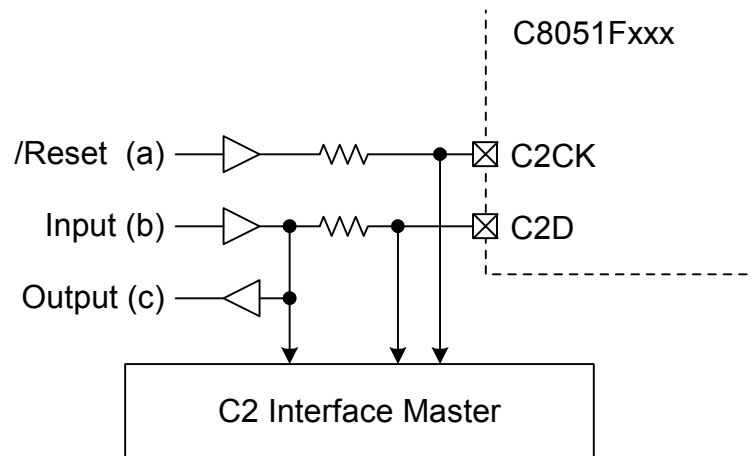 C8051Fxxx
/Reset (a)
C2CK
Input (b)
C2D
Output (c)
C2 Interface Master